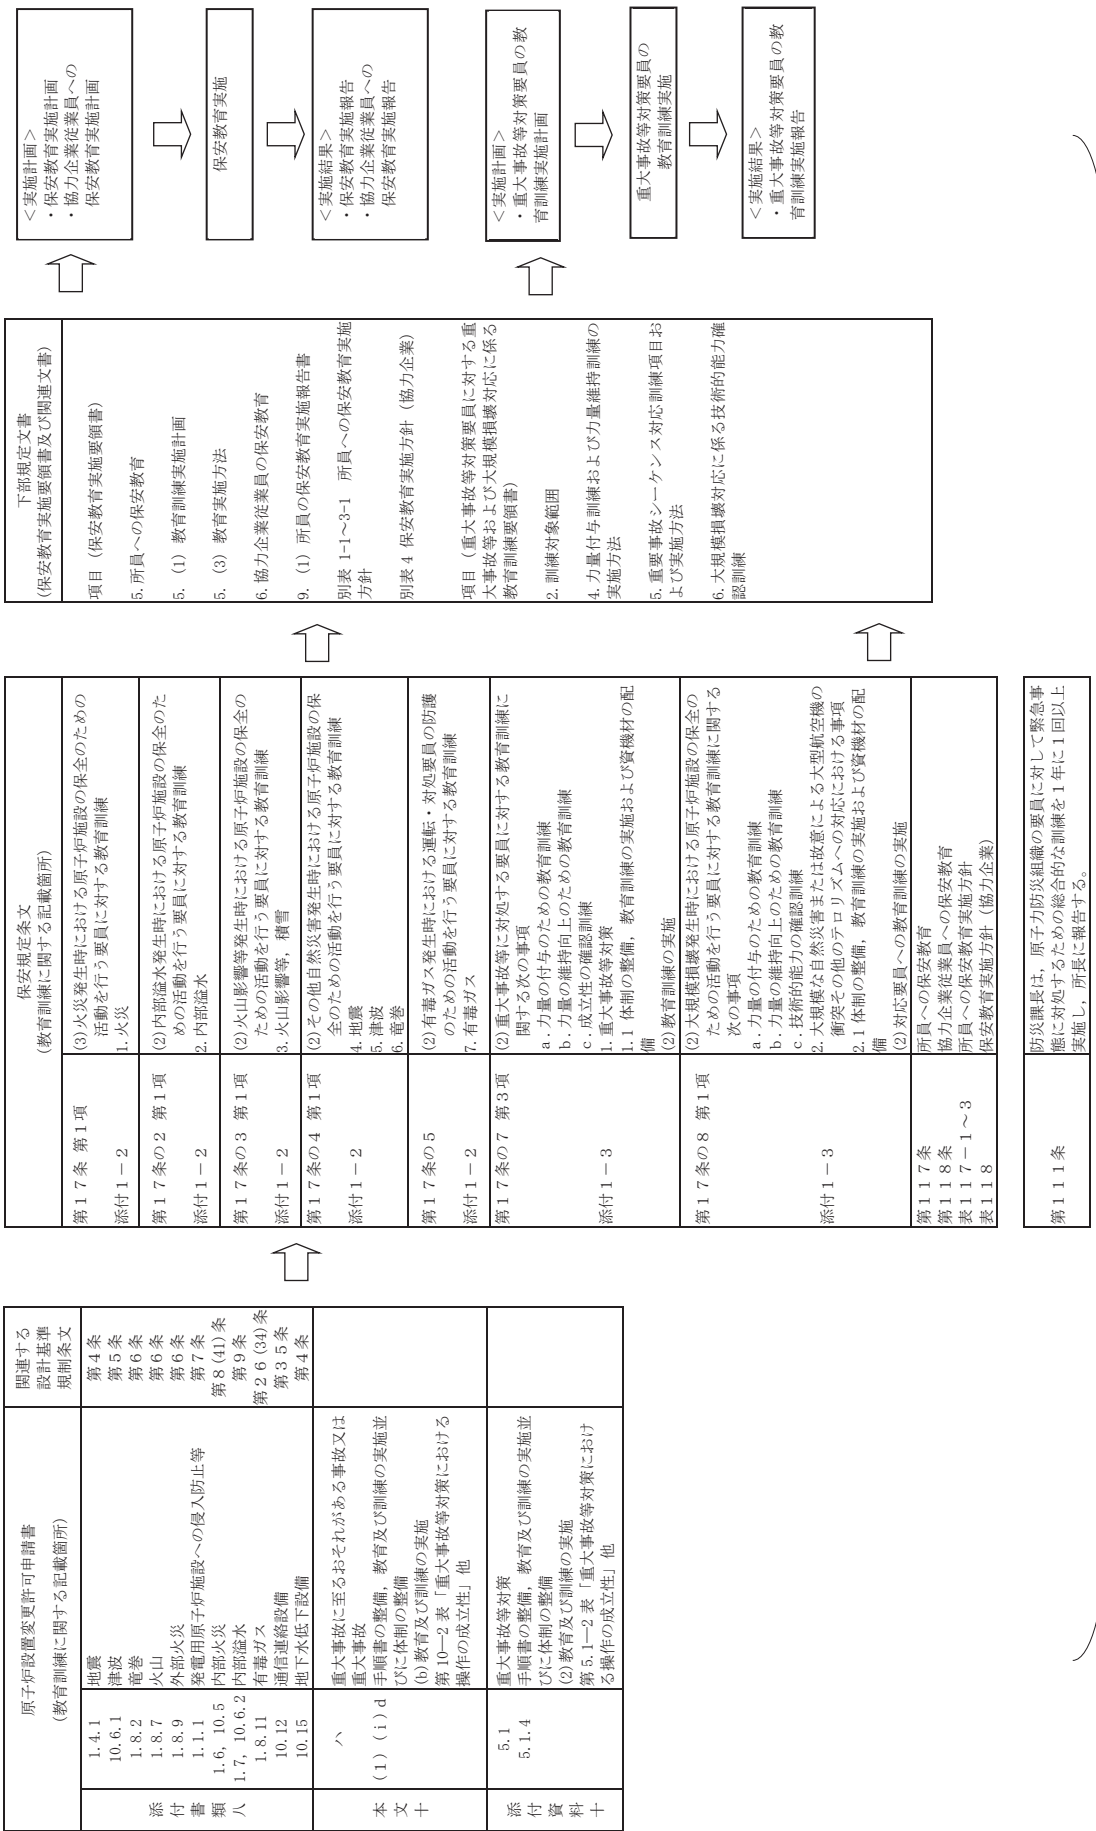 原子炉設置変更許可申請書
(教育訓練に関する記載箇所)
関連する
設計基準
規制条文
添付書類八
1.4.1 地震 第4条
10.6.1 津波 第5条
1.8.2 竜巻 第6条
1.8.7 火山 第6条
1.8.9 外部火災 第6条
1.1.1 発電用原子炉施設への侵入防止等 第7条
1.6, 10.5 内部火災 第8(41)条
1.7, 10.6.2 内部溢水 第9条
1.8.11 有毒ガス 第26(34)条
10.12 通信連絡設備 第35条
10.15 地下水低下設備 第4条
本文十
ハ
(1)(i)d
重大事故に至るおそれがある事故又は
重大事故
手順書の整備，教育及び訓練の実施並
びに体制の整備
(b)教育及び訓練の実施
第10―2表「重大事故等対策における
操作の成立性」他
添付資料十
5.1
5.1.4
重大事故等対策
手順書の整備，教育及び訓練の実施並
びに体制の整備
(2)教育及び訓練の実施
第5.1―2表「重大事故等対策におけ
る操作の成立性」他
保安規定条文
(教育訓練に関する記載箇所)
第17条 第1項
添付1－2
(3)火災発生時における原子炉施設の保全のための
活動を行う要員に対する教育訓練
1.火災
第17条の2 第1項
添付1－2
(2)内部溢水発生時における原子炉施設の保全のた
めの活動を行う要員に対する教育訓練
2.内部溢水
第17条の3 第1項
添付1－2
(2)火山影響等発生時における原子炉施設の保全の
ための活動を行う要員に対する教育訓練
3.火山影響等，積雪
第17条の4 第1項
添付1－2
(2)その他自然災害発生時における原子炉施設の保
全のための活動を行う要員に対する教育訓練
4.地震
5.津波
6.竜巻
第17条の5
添付1－2
(2)有毒ガス発生時における運転・対処要員の防護
のための活動を行う要員に対する教育訓練
7.有毒ガス
第17条の7 第3項
添付1－3
(2)重大事故等に対処する要員に対する教育訓練に
関する次の事項
a.力量の付与のための教育訓練
b.力量の維持向上のための教育訓練
c.成立性の確認訓練
1.重大事故等対策
1.1 体制の整備，教育訓練の実施および資機材の配
備
(2)教育訓練の実施
第17条の8 第1項
添付1－3
(2)大規模損壊発生時における原子炉施設の保全の
ための活動を行う要員に対する教育訓練に関する
次の事項
a.力量の付与のための教育訓練
b.力量の維持向上のための教育訓練
c.技術的能力の確認訓練
2.大規模な自然災害または故意による大型航空機の
衝突その他のテロリズムへの対応における事項
2.1 体制の整備，教育訓練の実施および資機材の配
備
(2)対応要員への教育訓練の実施
第117条
第118条
表117－1～3
表118
所員への保安教育
協力企業従業員への保安教育
所員への保安教育実施方針
保安教育実施方針（協力企業）
第111条
防災課長は，原子力防災組織の要員に対して緊急事
態に対処するための総合的な訓練を1年に1回以上
実施し，所長に報告する。
下部規定文書
(保安教育実施要領書及び関連文書)
項目（保安教育実施要領書）
5.所員への保安教育
5.（1）教育訓練実施計画
5.（3）教育実施方法
6.協力企業従業員の保安教育
9.（1）所員の保安教育実施報告書
別表 1-1～3-1　所員への保安教育実施
方針
別表 4 保安教育実施方針（協力企業）
項目（重大事故等対策要員に対する重
大事故等および大規模損壊対応に係る
教育訓練要領書）
2.訓練対象範囲
4.力量付与訓練および力量維持訓練の
実施方法
5.重要事故シーケンス対応訓練項目お
よび実施方法
6.大規模損壊対応に係る技術的能力確
認訓練
＜実施計画＞
・保安教育実施計画
・協力企業従業員への
保安教育実施計画
保安教育実施
＜実施結果＞
・保安教育実施報告
・協力企業従業員への
保安教育実施報告
＜実施計画＞
・重大事故等対策要員の教
育訓練実施計画
重大事故等対策要員の
教育訓練実施
＜実施結果＞
・重大事故等対策要員の教
育訓練実施報告